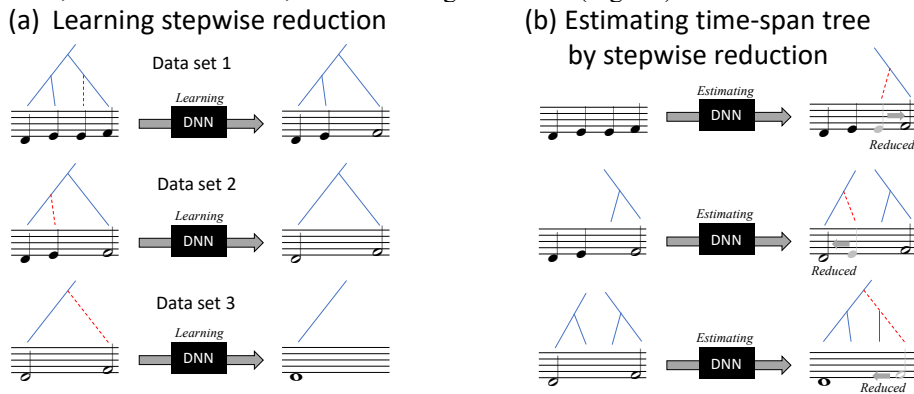 (a) Learning stepwise reduction
Data set 1
Learning
DNN
Data set 2
Learning
DNN
Data set 3
Learning
DNN
(b) Estimating time-span tree
by stepwise reduction
Estimating
DNN
Reduced
Estimating
DNN
Reduced
Estimating
DNN
Reduced